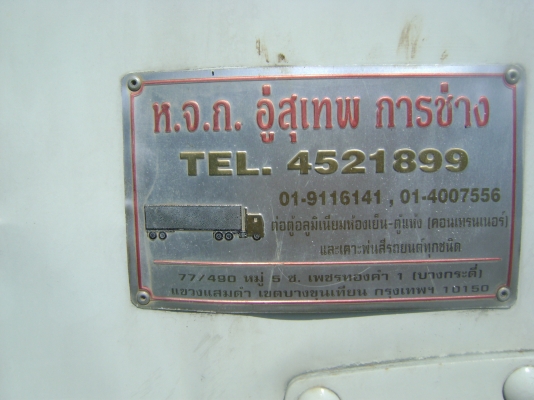 ห.จ.ก. อู่สุเทพ การช่าง
TEL. 4521899
01-9116141 , 01-4007556
ต่อตู้อลูมิเนียมห้องเย็น-ตู้แห้ง (คอนเทรนเนอร์)
และเคาะพ่นสีรถยนต์ทุกชนิด
77/490 หมู่ 5 ซ. เพชรทองคำ 1 (บางกระดี่)
แขวงแสมดำ เขตบางขุนเทียน กรุงเทพฯ 10150